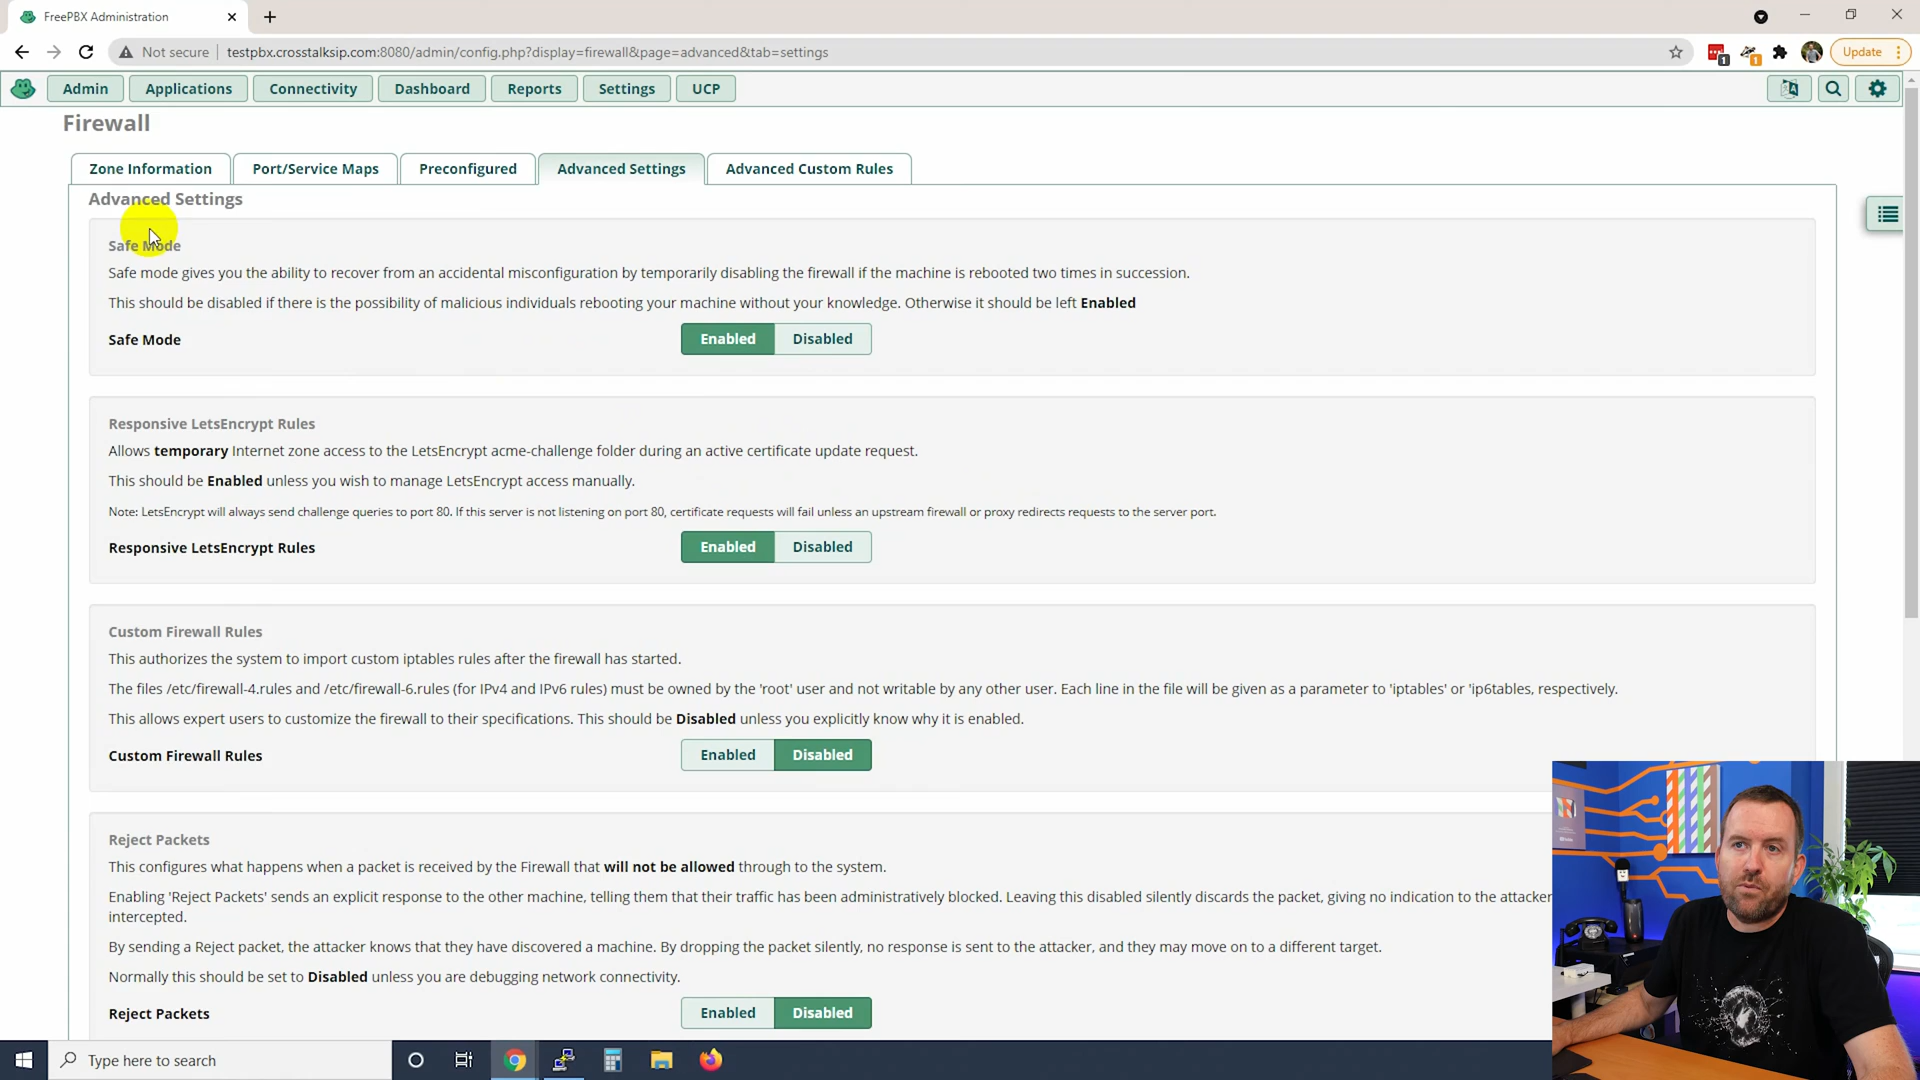 FreePBX Administration
Not secure
testpbx.crosstalksip.com:8080/admin/config.php?display=firewall&page=advanced&tab=settings
1
1
Update
Admin
Applications
Connectivity
Dashboard
Reports
Settings
UCP
Firewall
Zone Information
Port/Service Maps
Preconfigured
Advanced Settings
Advanced Custom Rules
Advanced Settings
Safe Mode
Safe mode gives you the ability to recover from an accidental misconfiguration by temporarily disabling the firewall if the machine is rebooted two times in succession.
This should be disabled if there is the possibility of malicious individuals rebooting your machine without your knowledge. Otherwise it should be left Enabled
Safe Mode
Enabled
Disabled
Responsive LetsEncrypt Rules
Allows temporary Internet zone access to the LetsEncrypt acme-challenge folder during an active certificate update request.
This should be Enabled unless you wish to manage LetsEncrypt access manually.
Note: LetsEncrypt will always send challenge queries to port 80. If this server is not listening on port 80, certificate requests will fail unless an upstream firewall or proxy redirects requests to the server port.
Responsive LetsEncrypt Rules
Enabled
Disabled
Custom Firewall Rules
This authorizes the system to import custom iptables rules after the firewall has started.
The files /etc/firewall-4.rules and /etc/firewall-6.rules (for IPv4 and IPv6 rules) must be owned by the 'root' user and not writable by any other user. Each line in the file will be given as a parameter to 'iptables' or 'ip6tables, respectively.
This allows expert users to customize the firewall to their specifications. This should be Disabled unless you explicitly know why it is enabled.
Custom Firewall Rules
Enabled
Disabled
Reject Packets
This configures what happens when a packet is received by the Firewall that will not be allowed through to the system.
Enabling 'Reject Packets' sends an explicit response to the other machine, telling them that their traffic has been administratively blocked. Leaving this disabled silently discards the packet, giving no indication to the attacker
intercepted.
By sending a Reject packet, the attacker knows that they have discovered a machine. By dropping the packet silently, no response is sent to the attacker, and they may move on to a different target.
Normally this should be set to Disabled unless you are debugging network connectivity.
Reject Packets
Enabled
Disabled
Type here to search